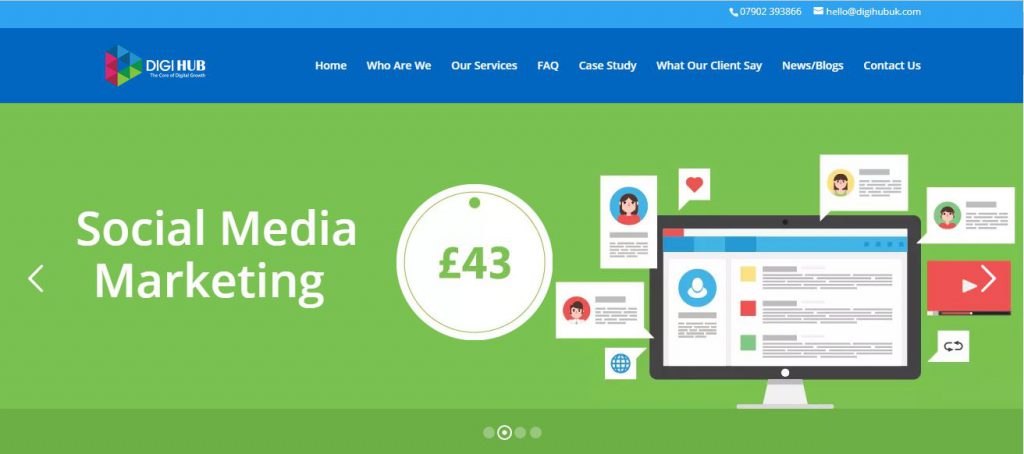 07902 393866 hello@digihubuk.com
DIGI HUB
The Core of Digital Growth
Home Who Are We Our Services FAQ Case Study What Our Client Say News/Blogs Contact Us
Social Media
Marketing
£43